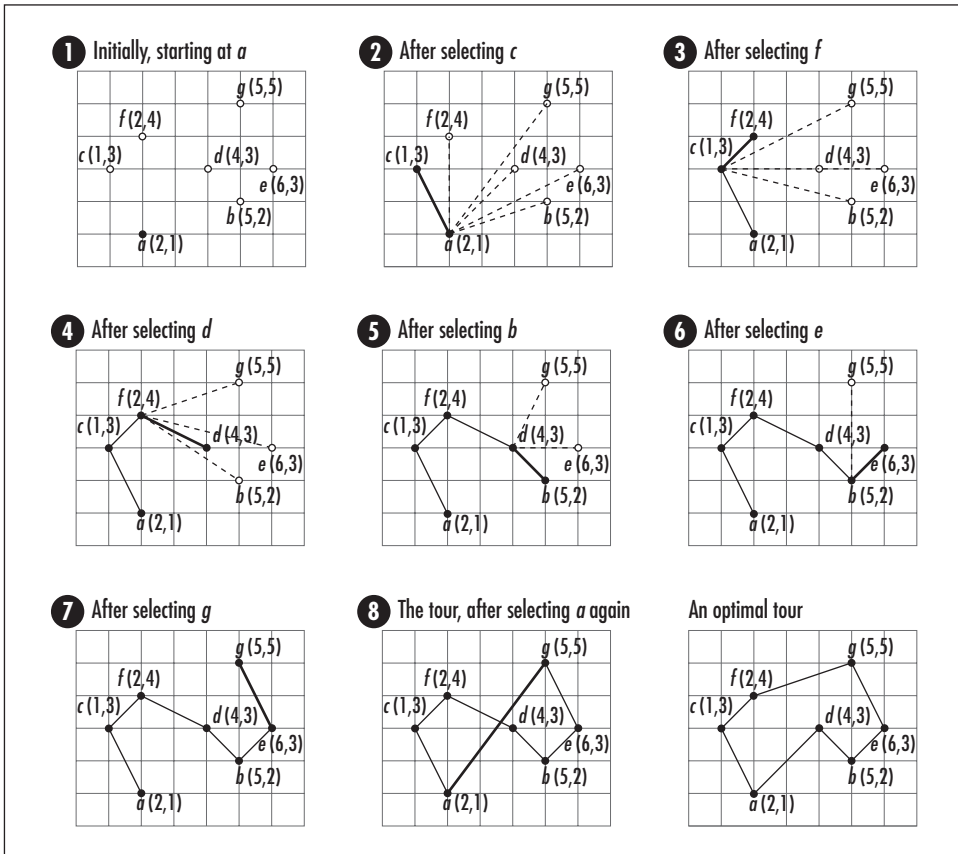 1 Initially, starting at a
g (5,5)
f (2,4)
c (1,3)
d (4,3)
e (6,3)
b (5,2)
a (2,1)
2 After selecting c
g (5,5)
f (2,4)
c (1,3)
d (4,3)
e (6,3)
b (5,2)
a (2,1)
3 After selecting f
g (5,5)
f (2,4)
c (1,3)
d (4,3)
e (6,3)
b (5,2)
a (2,1)
4 After selecting d
g (5,5)
f (2,4)
c (1,3)
d (4,3)
e (6,3)
b (5,2)
a (2,1)
5 After selecting b
g (5,5)
f (2,4)
c (1,3)
d (4,3)
e (6,3)
b (5,2)
a (2,1)
6 After selecting e
g (5,5)
f (2,4)
c (1,3)
d (4,3)
e (6,3)
b (5,2)
a (2,1)
7 After selecting g
g (5,5)
f (2,4)
c (1,3)
d (4,3)
e (6,3)
b (5,2)
a (2,1)
8 The tour, after selecting a again
g (5,5)
f (2,4)
c (1,3)
d (4,3)
e (6,3)
b (5,2)
a (2,1)
An optimal tour
g (5,5)
f (2,4)
c (1,3)
d (4,3)
e (6,3)
b (5,2)
a (2,1)